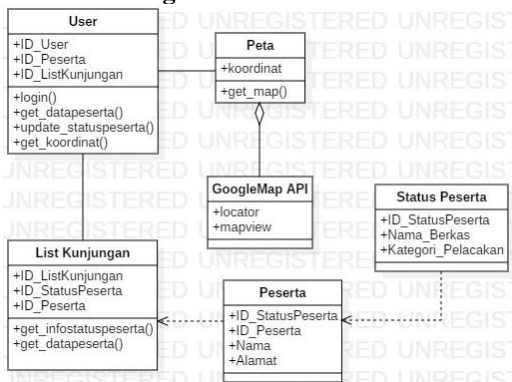 User
+ID_User
+ID_Peserta
+ID_ListKunjungan
+login()
+get_datapeserta()
+update_statuspeserta()
+get_koordinat()
Peta
+koordinat
+get_map()
GoogleMap API
+locator
+mapview
Status Peserta
+ID_StatusPeserta
+Nama_Berkas
+Kategori_Pelacakan
List Kunjungan
+ID_ListKunjungan
+ID_StatusPeserta
+ID_Peserta
+get_infostatuspeserta()
+get_datapeserta()
Peserta
+ID_StatusPeserta
+ID_Peserta
+Nama
+Alamat
UNREGISTERED